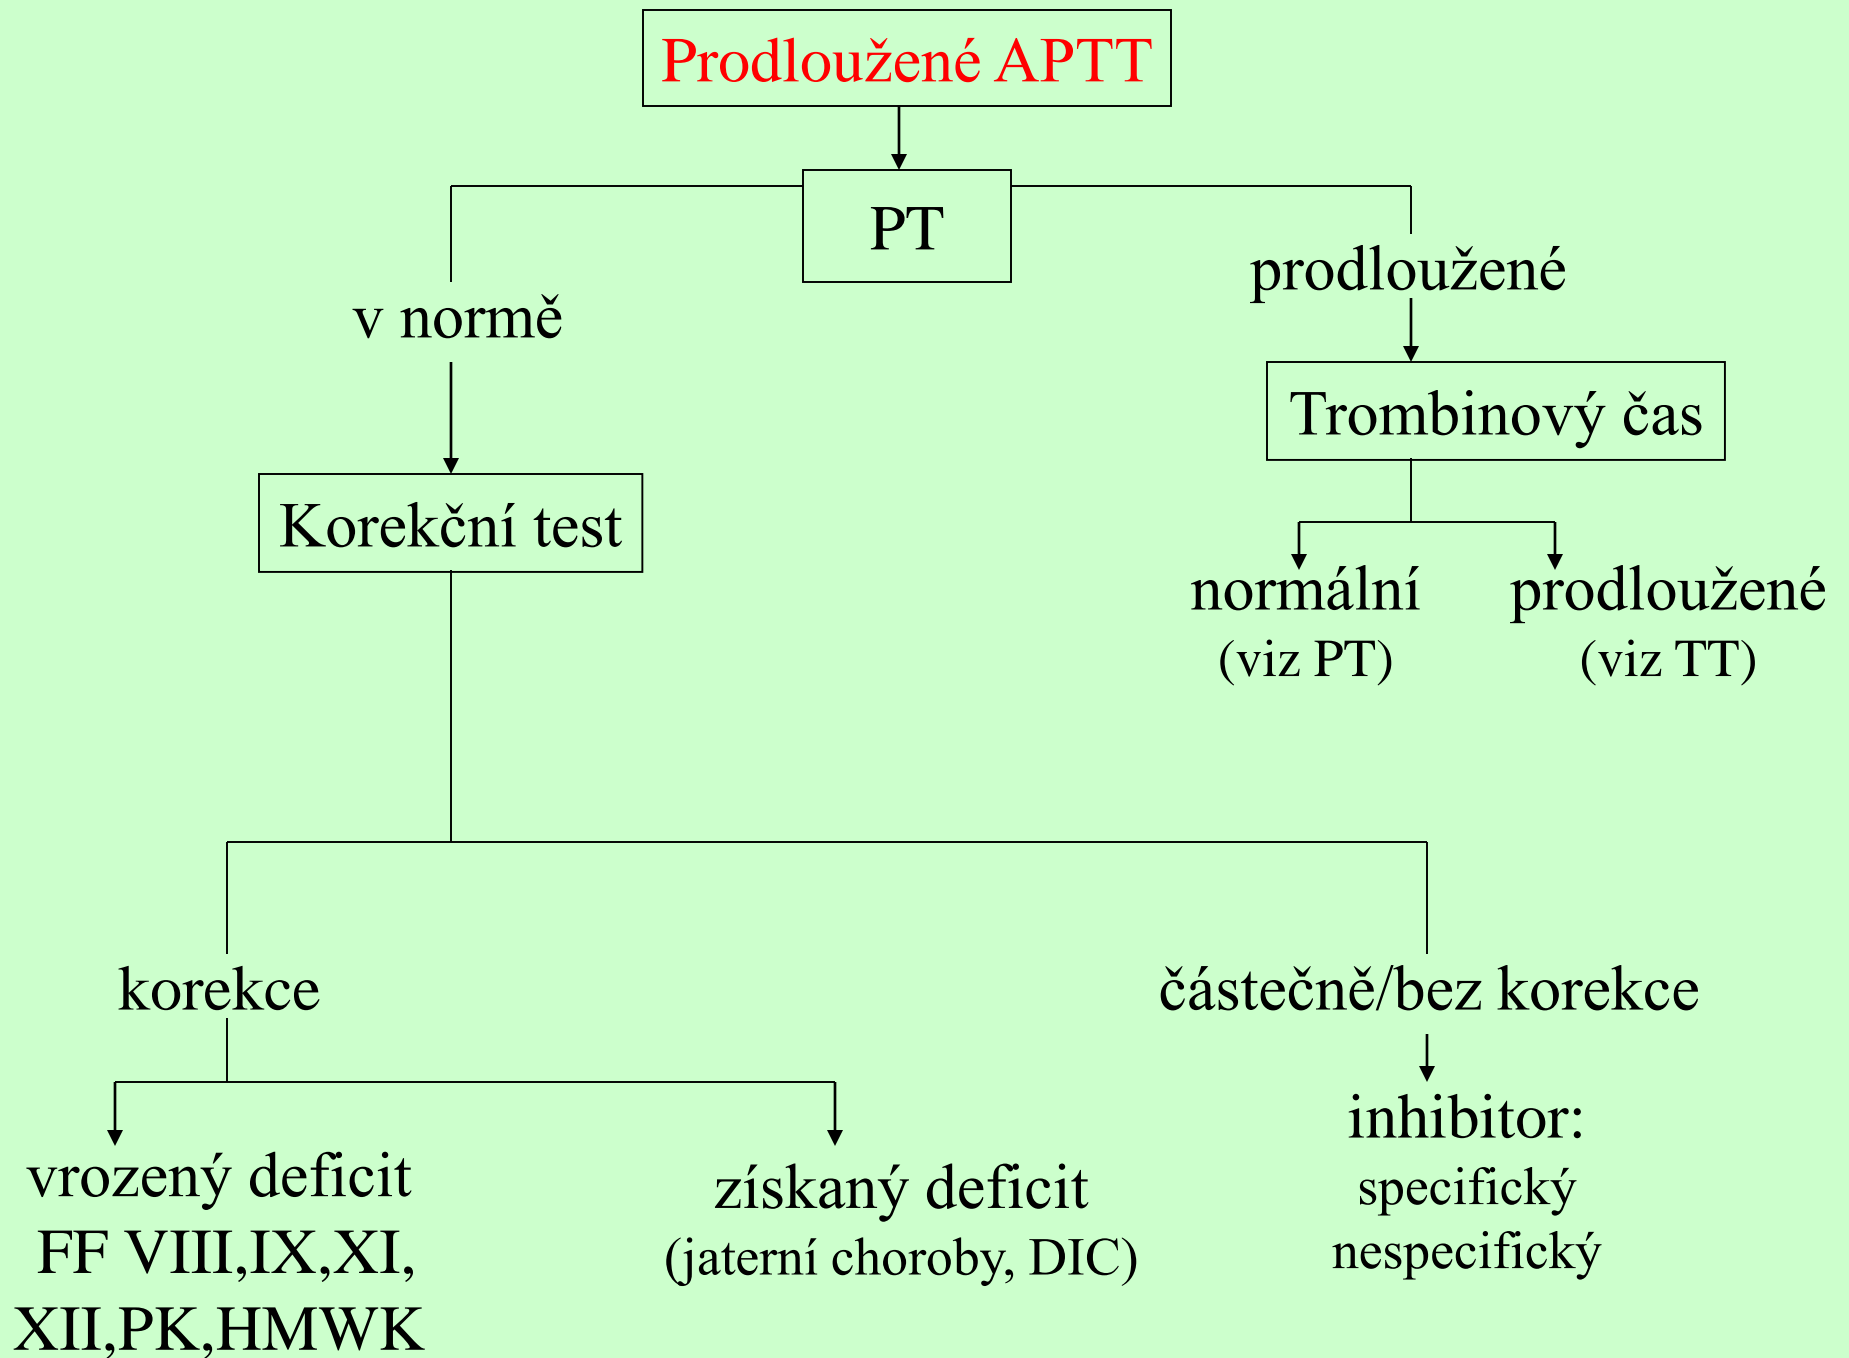 Prodloužené APTT
PT
v normě
prodloužené
Trombinový čas
Korekční test
normální
(viz PT)
prodloužené
(viz TT)
korekce
částečně/bez korekce
vrozený deficit
FF VIII,IX,XI,
XII,PK,HMWK
získaný deficit
(jaterní choroby, DIC)
inhibitor:
specifický
nespecifický